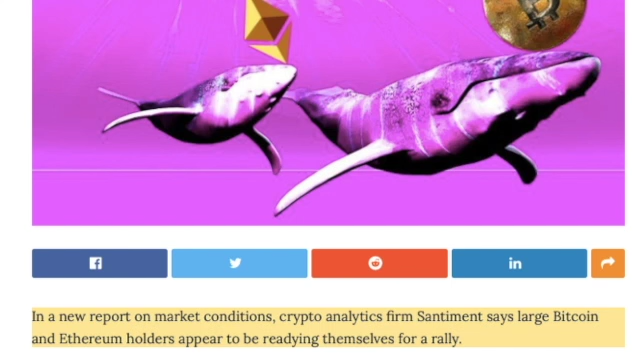 In a new report on market conditions, crypto analytics firm Santiment says large Bitcoin
and Ethereum holders appear to be readying themselves for a rally.